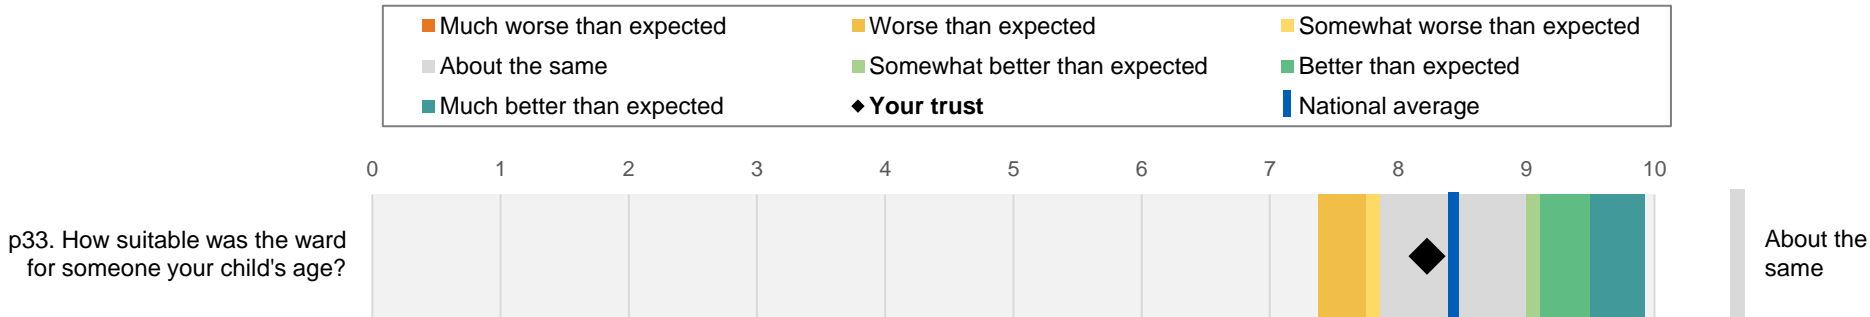 Much worse than expected
Worse than expected
Somewhat worse than expected
About the same
Somewhat better than expected
Better than expected
Much better than expected
Your trust
National average
0 1 2 3 4 5 6 7 8 9 10
p33. How suitable was the ward
for someone your child's age?
About the
same